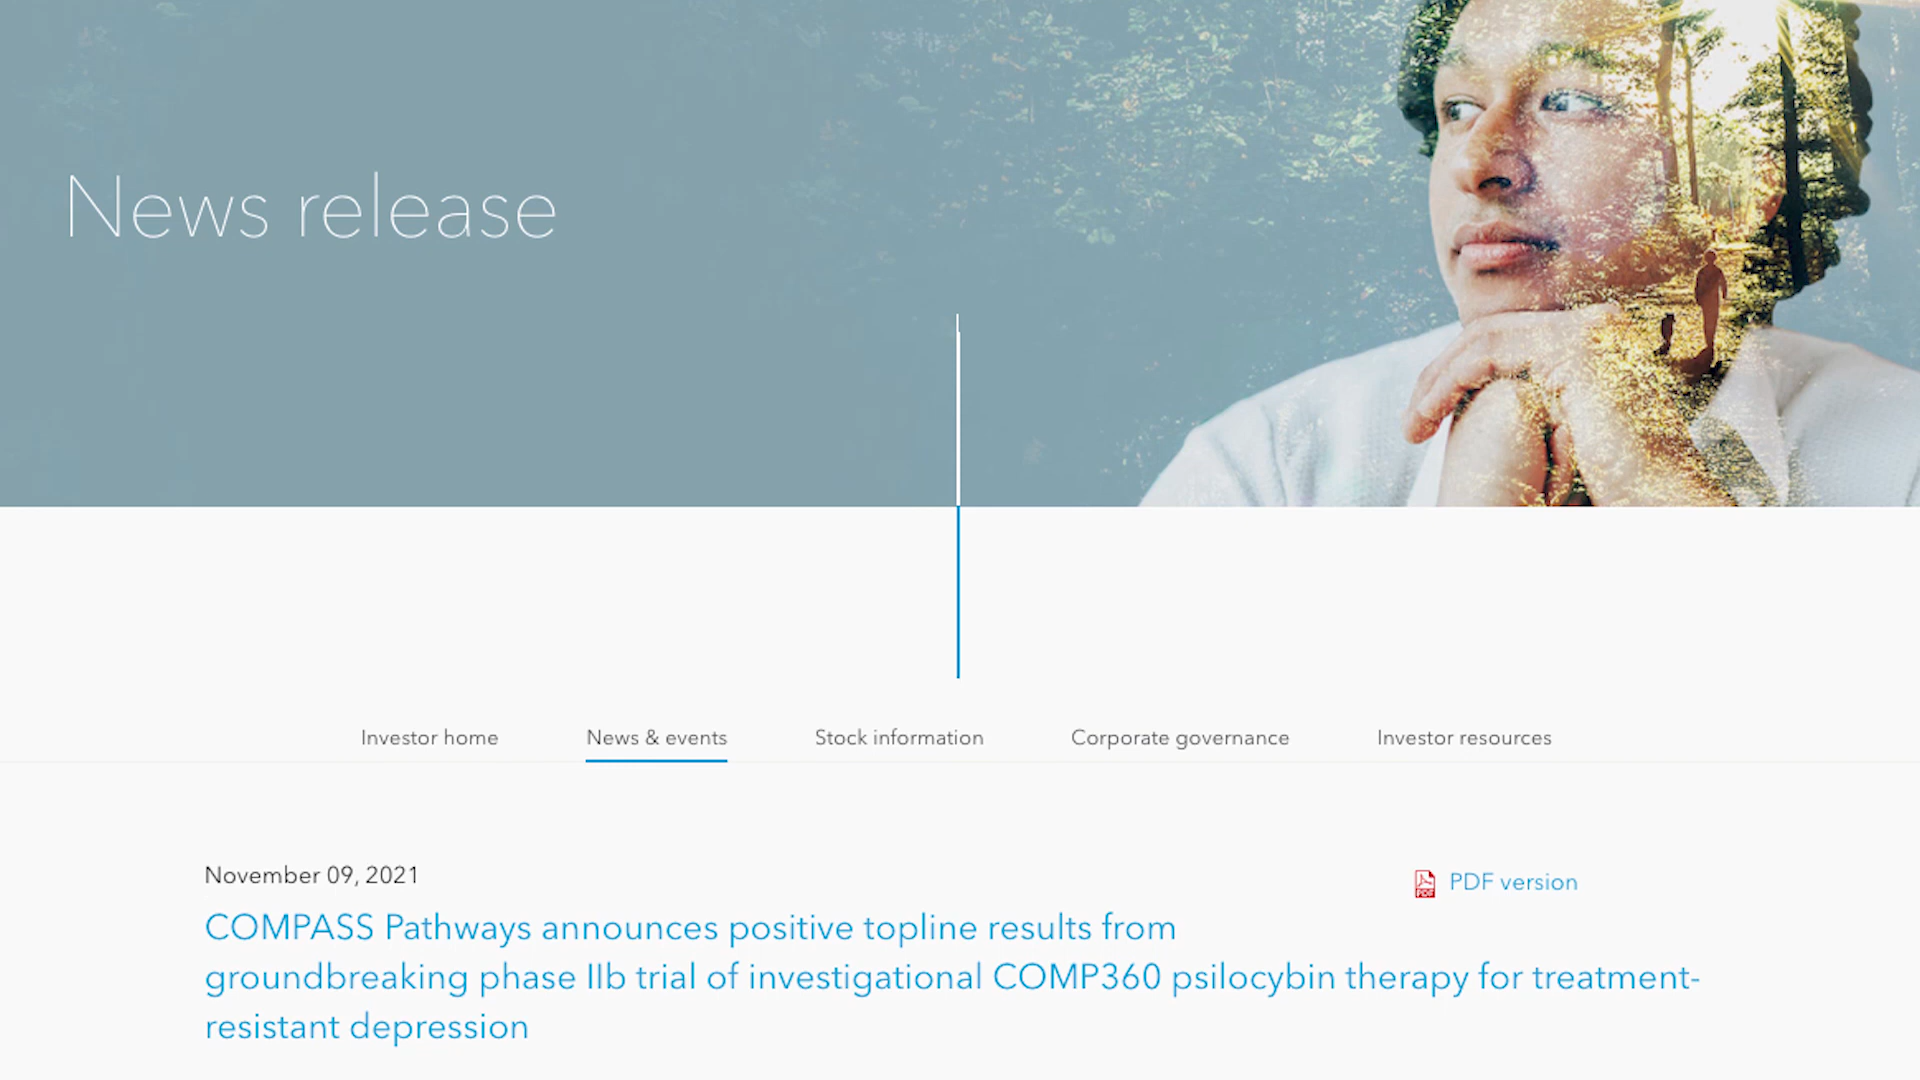 News release
Investor home
News & events
Stock information
Corporate governance
Investor resources
November 09, 2021
PDF version
COMPASS Pathways announces positive topline results from
groundbreaking phase IIb trial of investigational COMP360 psilocybin therapy for treatment-
resistant depression